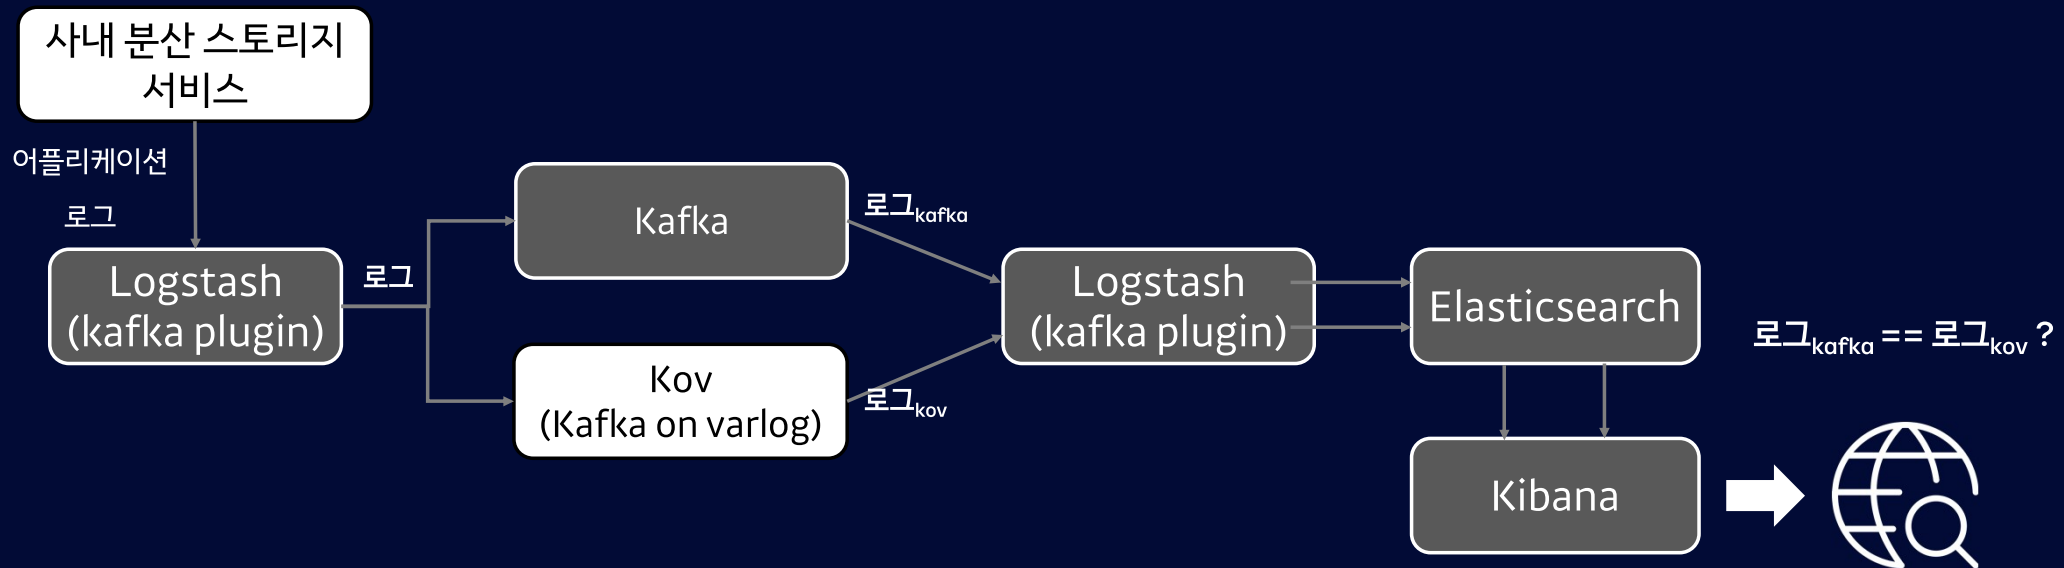 사내 분산 스토리지
서비스
어플리케이션
로그
Logstash
(kafka plugin)
로그
Kafka
Kov
(Kafka on varlog)
로그kafka
로그kov
Logstash
(kafka plugin)
Elasticsearch
Kibana
로그kafka == 로그kov ?